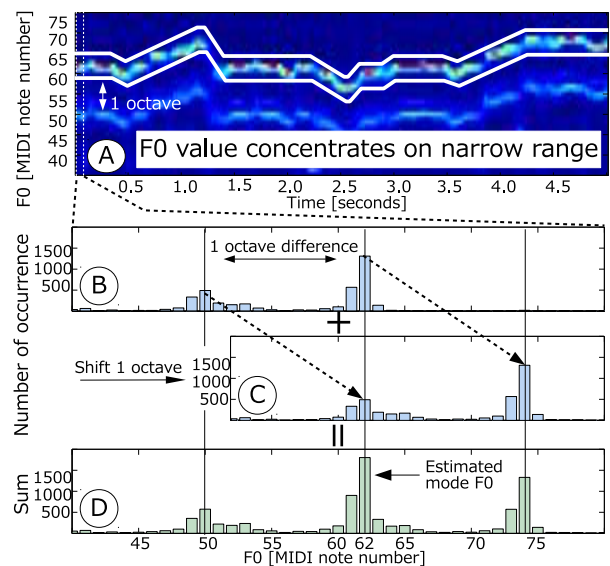 F0 [MIDI note number]
75
70
65
60
55
50
45
40
1 octave
A
F0 value concentrates on narrow range
0.5 1.0 1.5 2.0 2.5 3.0 3.5 4.0 4.5
Time [seconds]
Number of occurrence
1500
1000
500
B
1 octave difference
+
Shift 1 octave
1500
1000
500
C
=
Sum
1500
1000
500
D
Estimated
mode F0
45 50 55 60 62 65 70 75
F0 [MIDI note number]